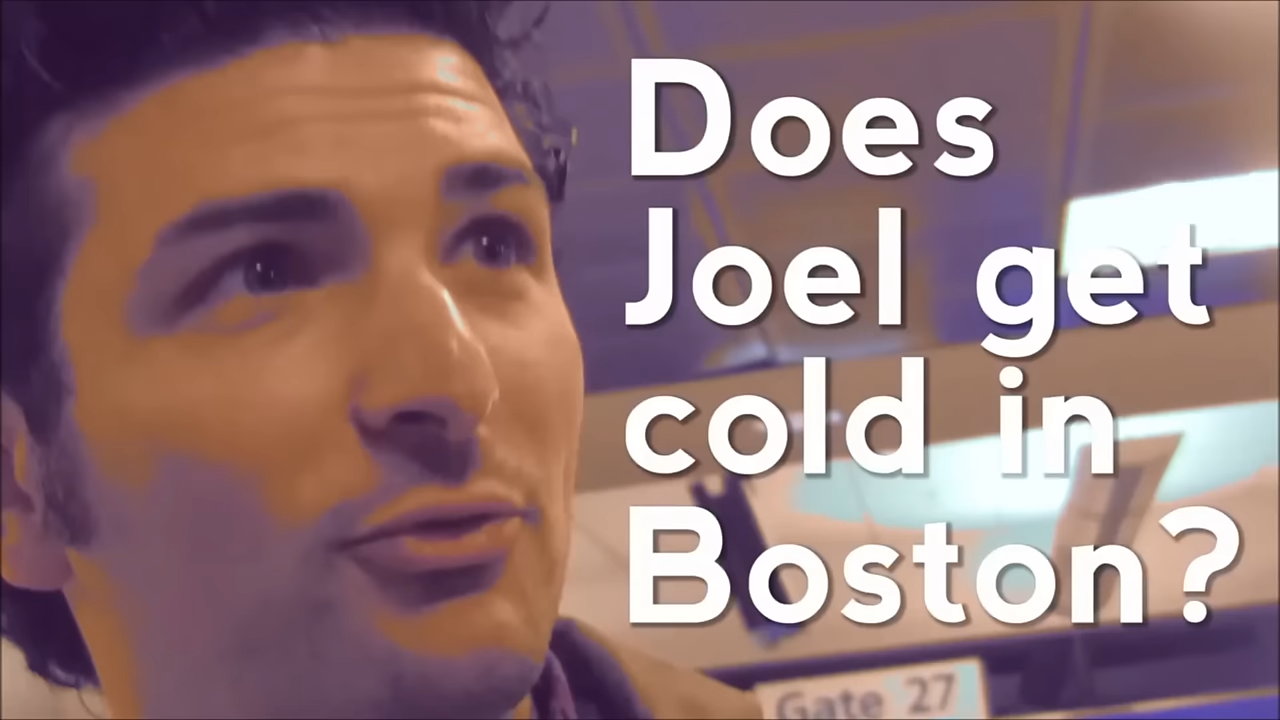 Does
Joel get
cold in
Boston?
Gate 27